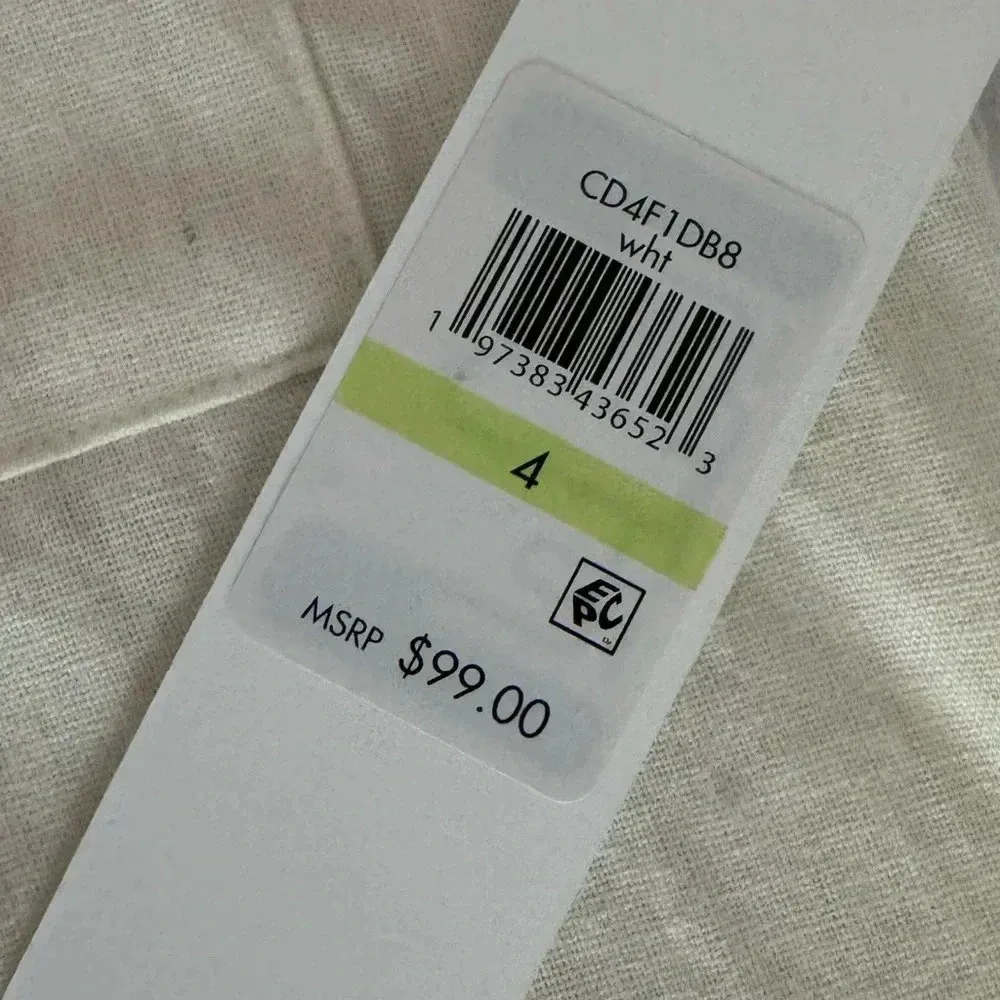 CD4F1DB8
wht
1 97383 43652 3
4
EPC
MSRP $99.00